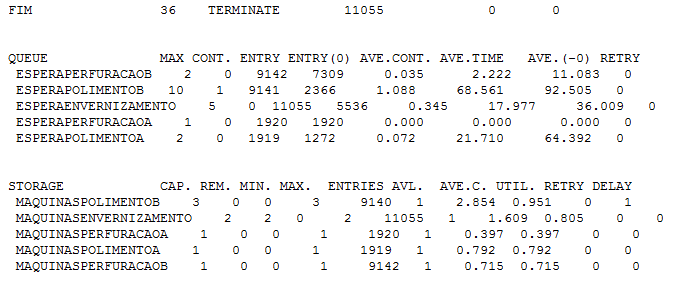 FIM 36 TERMINATE 11055 0 0
QUEUE MAX CONT. ENTRY ENTRY(0) AVE.CONT. AVE.TIME AVE.(-0) RETRY
ESPERAPERFURACAOB 2 0 9142 7309 0.035 2.222 11.083 0
ESPERAPOLIMENTOB 10 1 9141 2366 1.088 68.561 92.505 0
ESPERAENVERNIZAMENTO 5 0 11055 5536 0.345 17.977 36.009 0
ESPERAPERFURACAOA 1 0 1920 1920 0.000 0.000 0.000 0
ESPERAPOLIMENTOA 2 0 1919 1272 0.072 21.710 64.392 0
STORAGE CAP. REM. MIN. MAX. ENTRIES AVL. AVE.C. UTIL. RETRY DELAY
MAQUINASPOLIMENTOB 3 0 0 3 9140 1 2.854 0.951 0 1
MAQUINASENVERNIZAMENTO 2 2 0 2 11055 1 1.609 0.805 0 0
MAQUINASPERFURACAOA 1 0 0 1 1920 1 0.397 0.397 0 0
MAQUINASPOLIMENTOA 1 0 0 1 1919 1 0.792 0.792 0 0
MAQUINASPERFURACAOB 1 0 0 1 9142 1 0.715 0.715 0 0